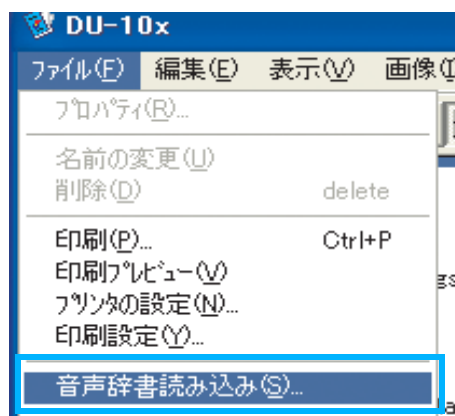 DU-10x
ファイル(F) 編集(E) 表示(V) 画像(I
プロパティ(R)...
名前の変更(U)
削除(D) delete
印刷(P)... Ctrl+P
印刷プレビュー(V)
プリンタの設定(N)...
印刷設定(Y)...
音声辞書読み込み(S)...